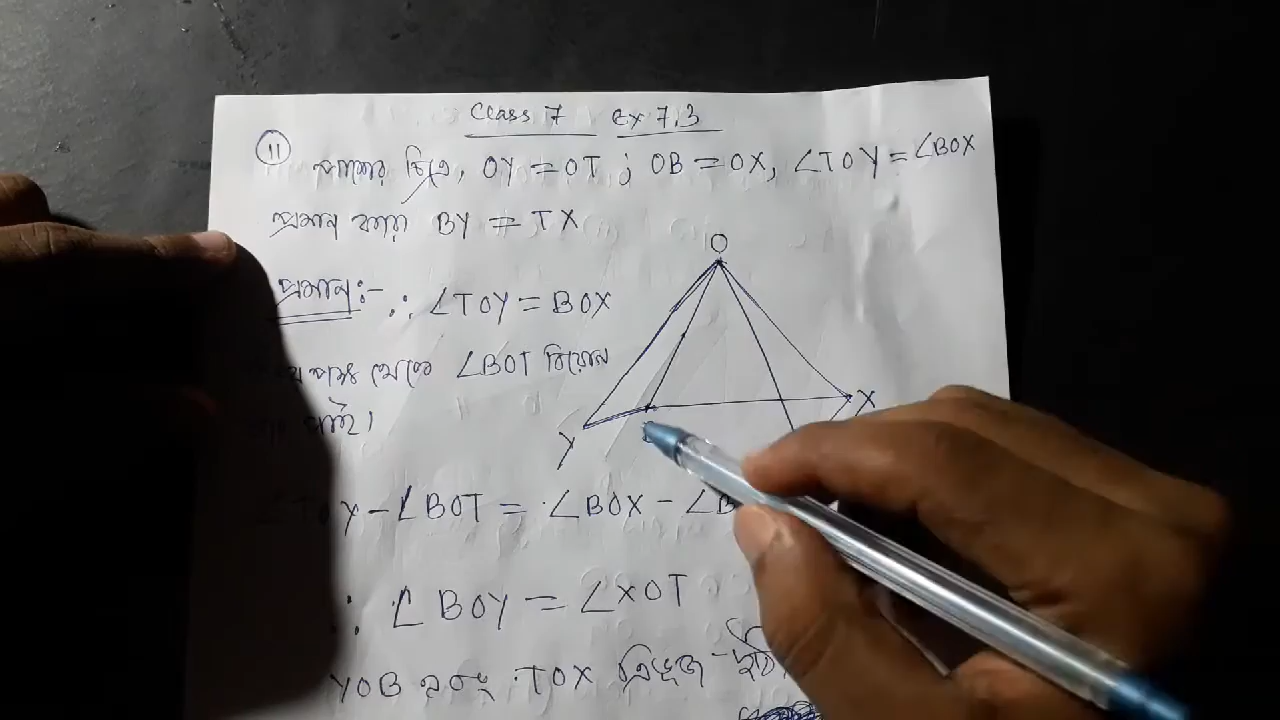 Class 7 Ex 7.3
11 পাশের চিত্রে, OY = OT ; OB = OX, ∠TOY = ∠BOX
প্রমাণ করো BY = TX
প্রমাণ:- ∴ ∠TOY = BOX
থেকে ∠BOT বিয়োগ
পাই।
∠TOY - ∠BOT = ∠BOX - ∠B
∴ ∠BOY = ∠XOT
YOB এবং TOX ত্রিভুজ দুটি
O
X
Y